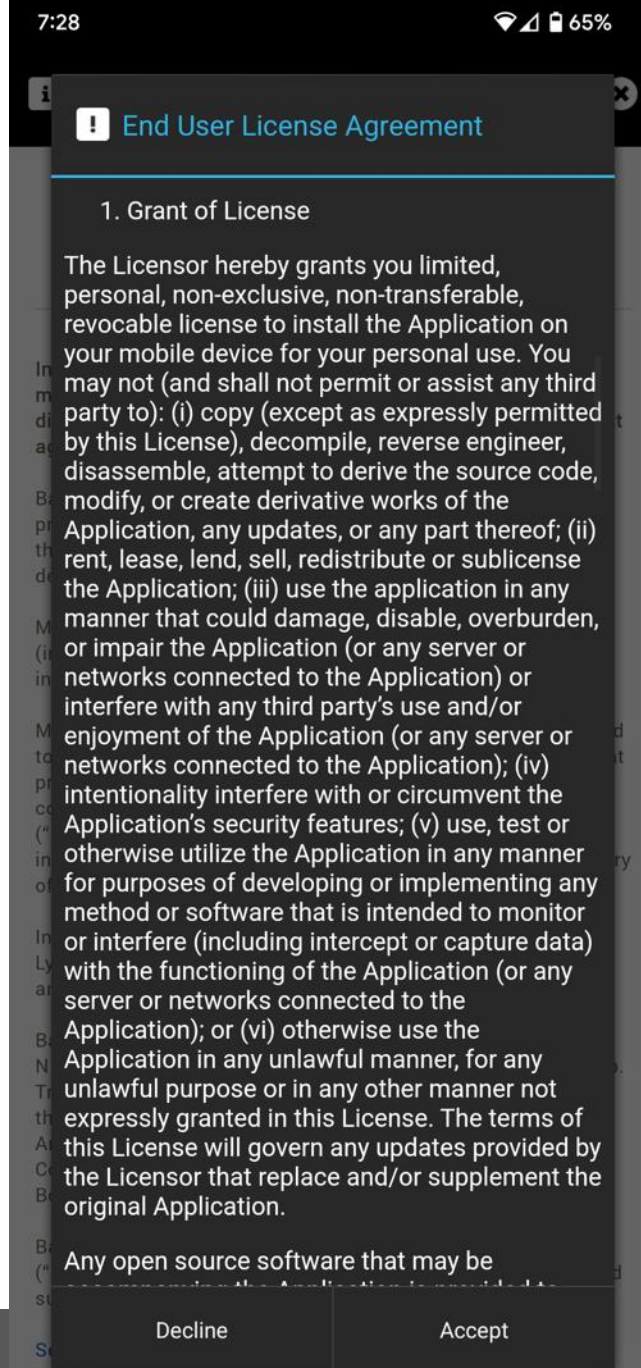 7:28
65%
End User License Agreement
1. Grant of License
The Licensor hereby grants you limited,
personal, non-exclusive, non-transferable,
revocable license to install the Application on
your mobile device for your personal use. You
may not (and shall not permit or assist any third
party to): (i) copy (except as expressly permitted
by this License), decompile, reverse engineer,
disassemble, attempt to derive the source code,
modify, or create derivative works of the
Application, any updates, or any part thereof; (ii)
rent, lease, lend, sell, redistribute or sublicense
the Application; (iii) use the application in any
manner that could damage, disable, overburden,
or impair the Application (or any server or
networks connected to the Application) or
interfere with any third party's use and/or
enjoyment of the Application (or any server or
networks connected to the Application); (iv)
intentionality interfere with or circumvent the
Application's security features; (v) use, test or
otherwise utilize the Application in any manner
for purposes of developing or implementing any
method or software that is intended to monitor
or interfere (including intercept or capture data)
with the functioning of the Application (or any
server or networks connected to the
Application); or (vi) otherwise use the
Application in any unlawful manner, for any
unlawful purpose or in any other manner not
expressly granted in this License. The terms of
this License will govern any updates provided by
the Licensor that replace and/or supplement the
original Application.
Any open source software that may be
accompanying the Application is provided to
Decline
Accept